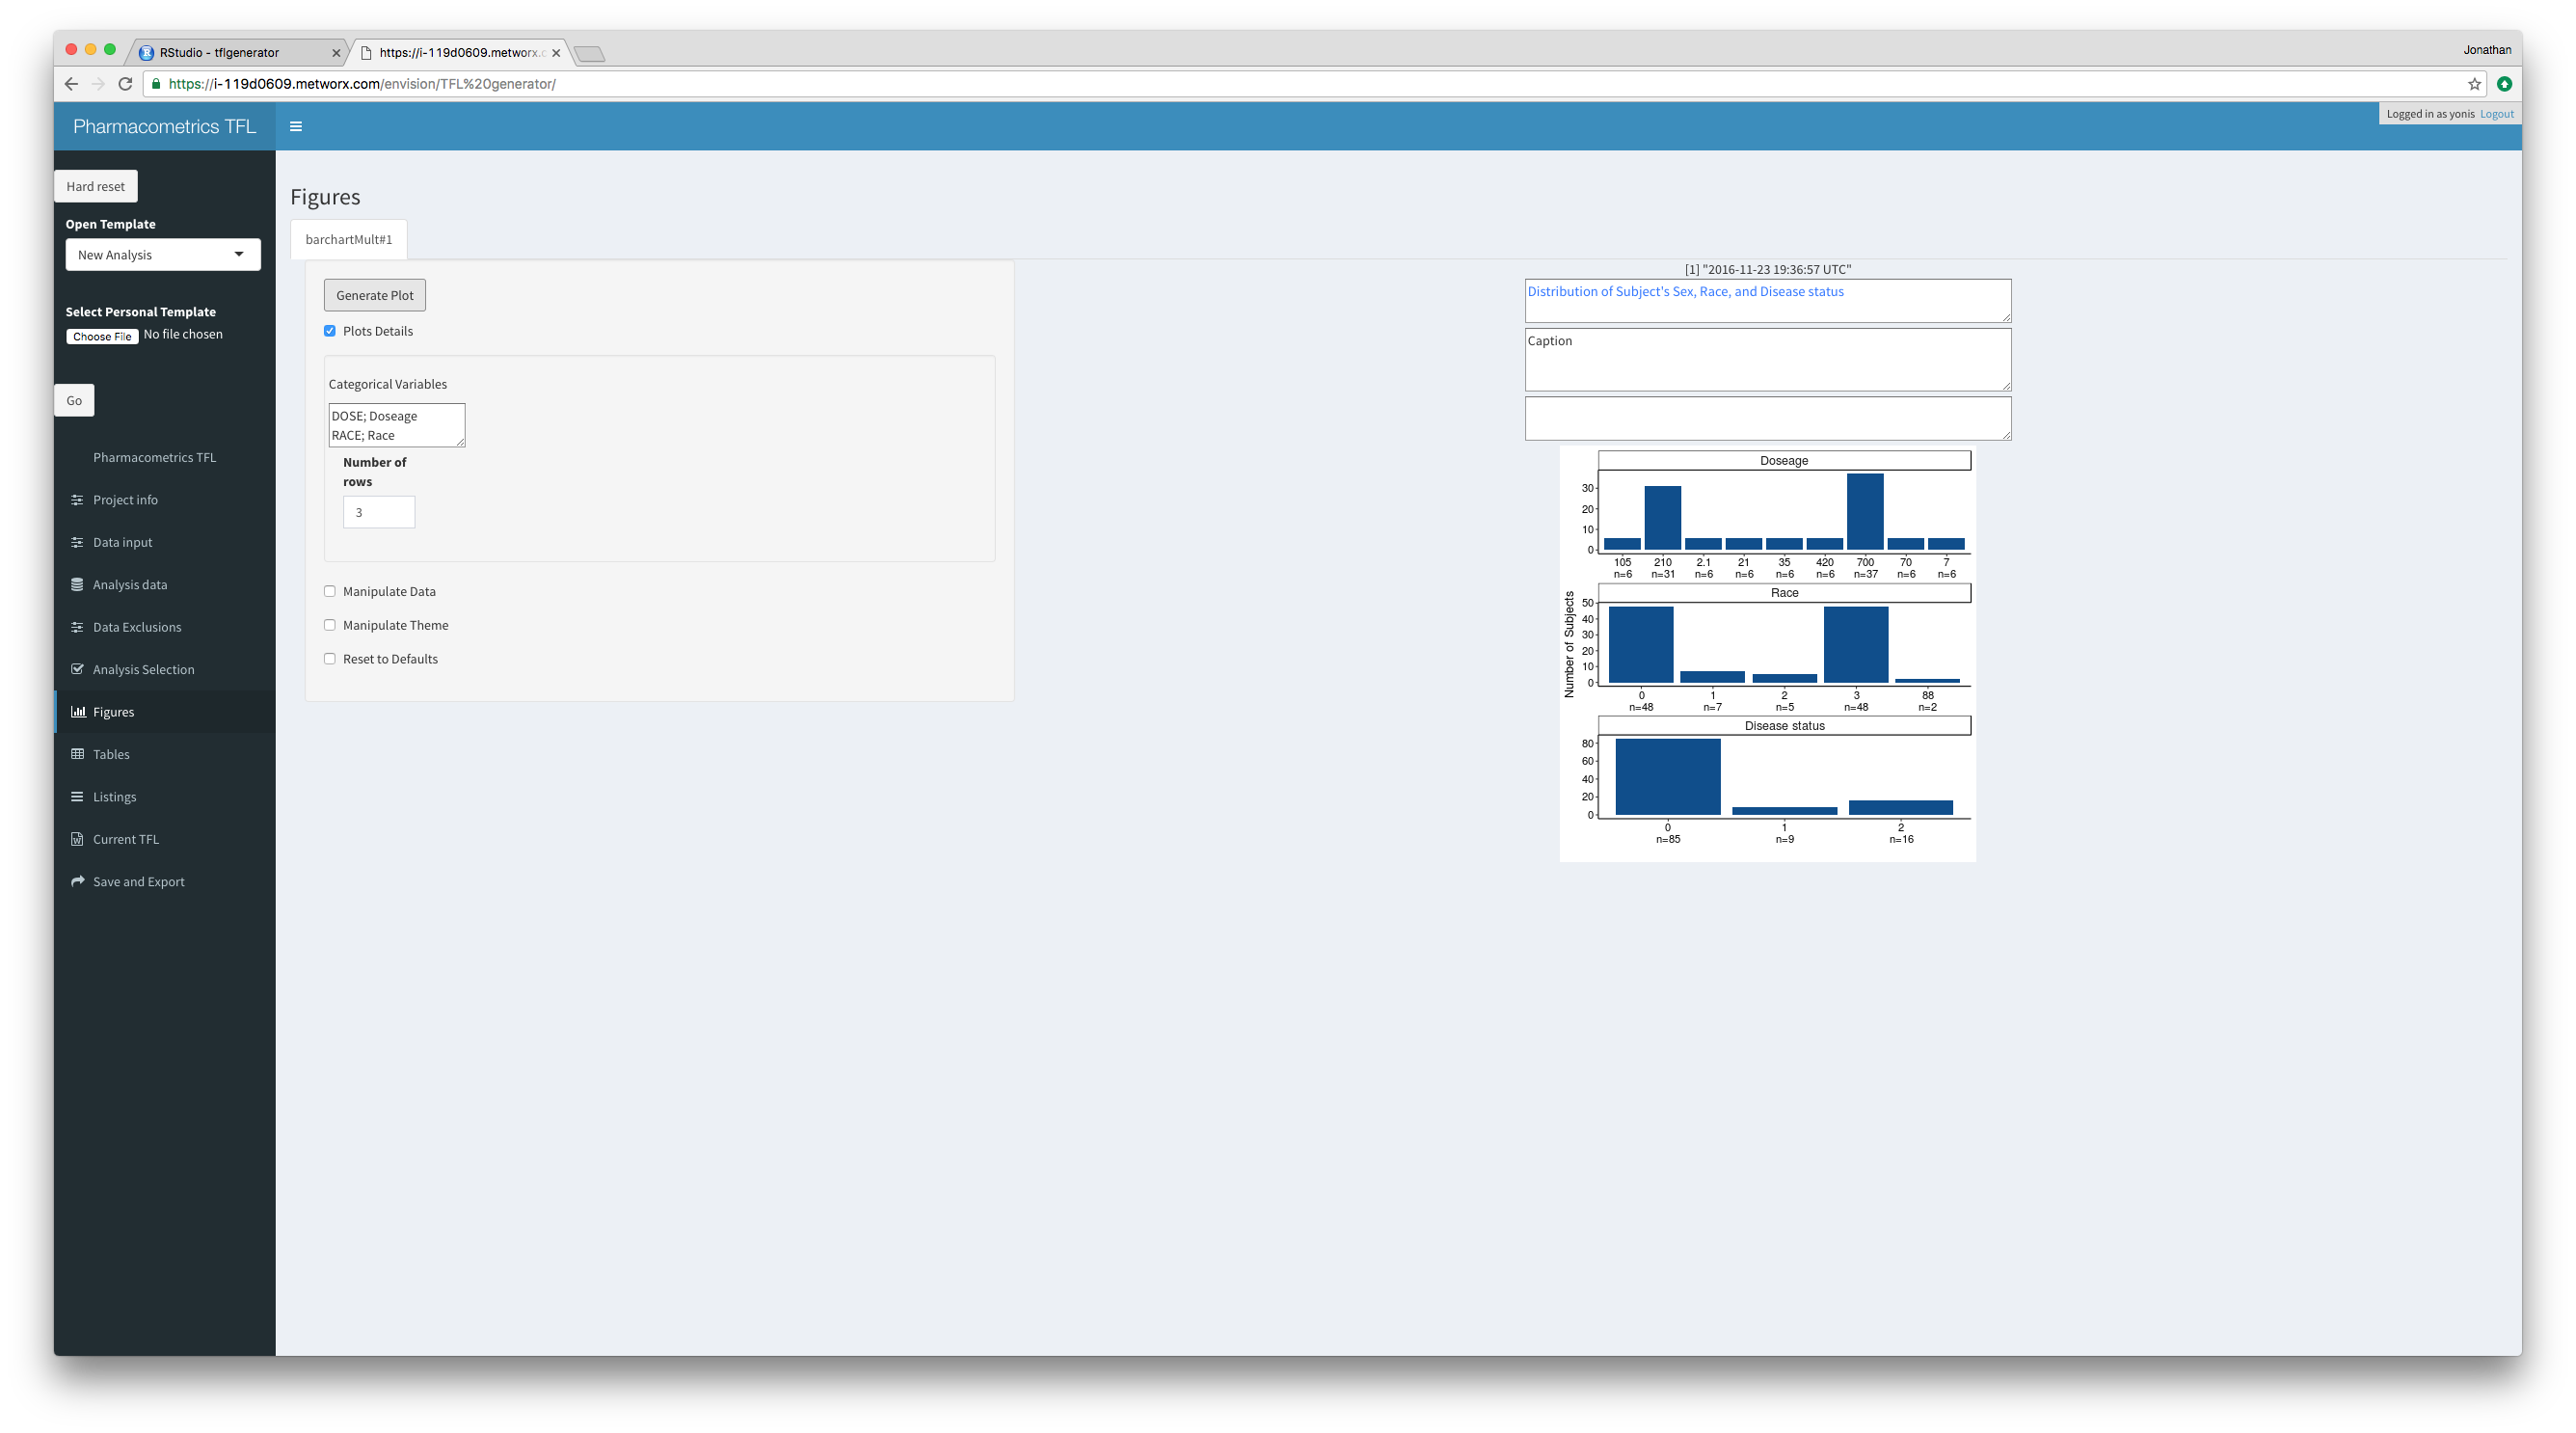 RStudio - tflgenerator
https://i-119d0609.metworx.c
Jonathan
https://i-119d0609.metworx.com/envision/TFL%20generator/
Pharmacometrics TFL
Logged in as yonis Logout
Hard reset
Open Template
New Analysis
Select Personal Template
Choose File No file chosen
Go
Pharmacometrics TFL
Project info
Data input
Analysis data
Data Exclusions
Analysis Selection
Figures
Tables
Listings
Current TFL
Save and Export
Figures
barchartMult#1
Generate Plot
Plots Details
Categorical Variables
DOSE; Doseage
RACE; Race
Number of
rows
3
Manipulate Data
Manipulate Theme
Reset to Defaults
[1] "2016-11-23 19:36:57 UTC"
Distribution of Subject's Sex, Race, and Disease status
Caption
Number of Subjects
Doseage
30
20
10
0
105 210 2.1 21 35 420 700 70 7
n=6 n=31 n=6 n=6 n=6 n=6 n=37 n=6 n=6
Race
50
40
30
20
10
0
0 1 2 3 88
n=48 n=7 n=5 n=48 n=2
Disease status
80
60
40
20
0
0 1 2
n=85 n=9 n=16